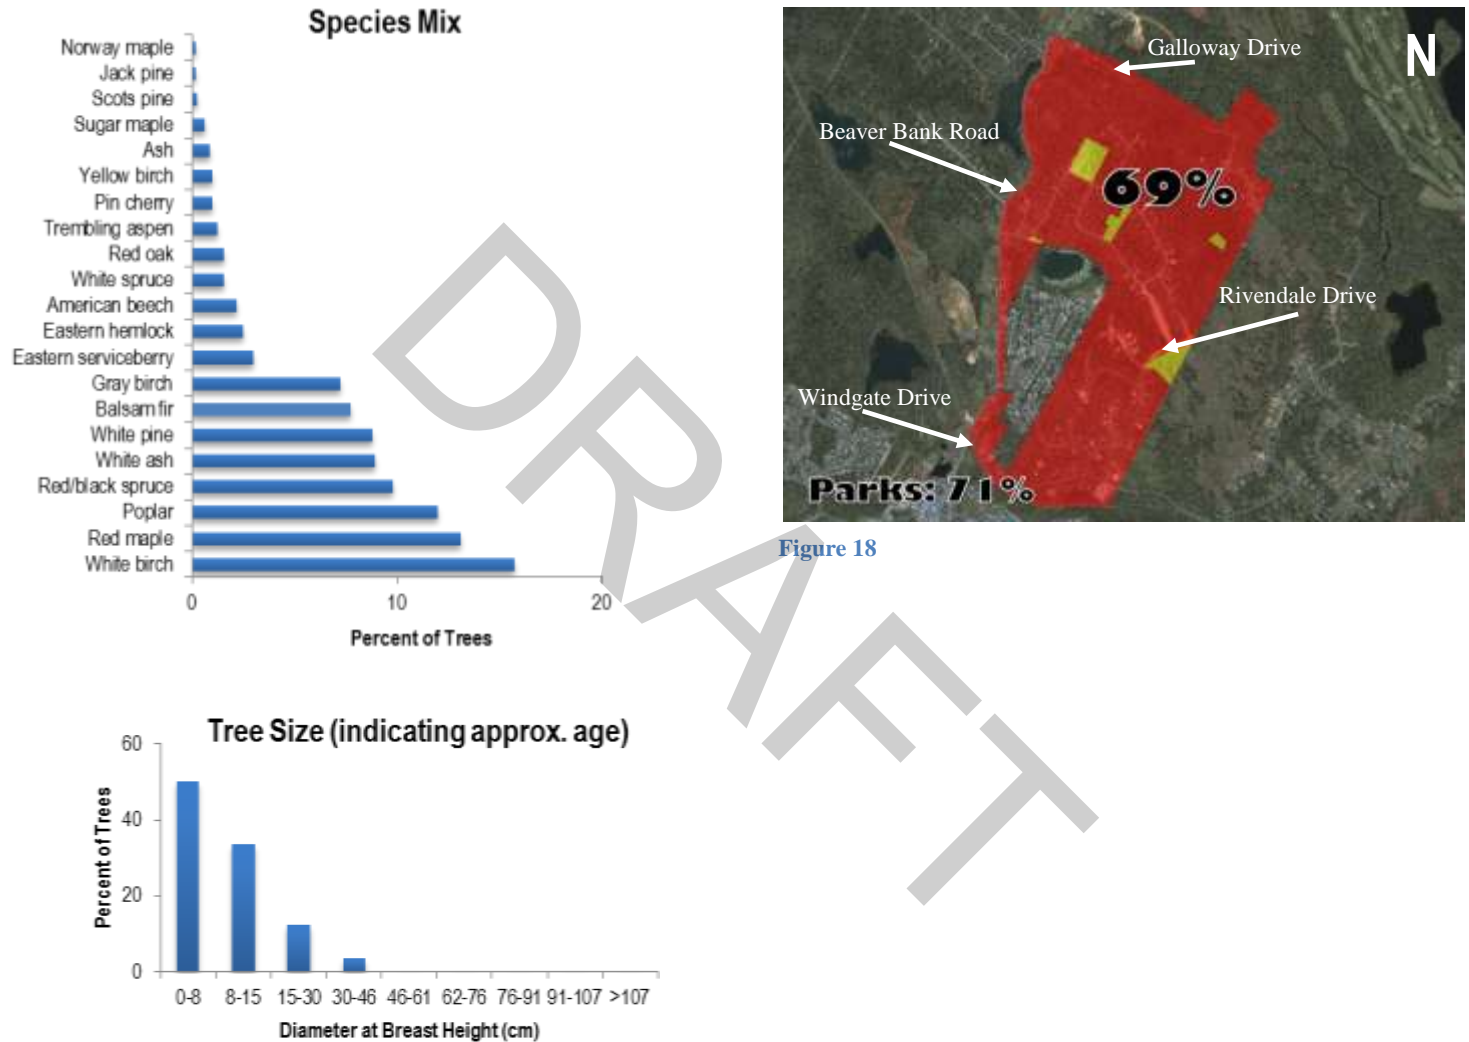 Species Mix
Norway maple
Jack pine
Scots pine
Sugar maple
Ash
Yellow birch
Pin cherry
Trembling aspen
Red oak
White spruce
American beech
Eastern hemlock
Eastern serviceberry
Gray birch
Balsam fir
White pine
White ash
Red/black spruce
Poplar
Red maple
White birch
0 10 20
Percent of Trees
N
Galloway Drive
Beaver Bank Road
69%
Rivendale Drive
Windgate Drive
Parks: 71%
Figure 18
DRAFT
Tree Size (indicating approx. age)
Percent of Trees
60
40
20
0
0-8 8-15 15-30 30-46 46-61 62-76 76-91 91-107 >107
Diameter at Breast Height (cm)